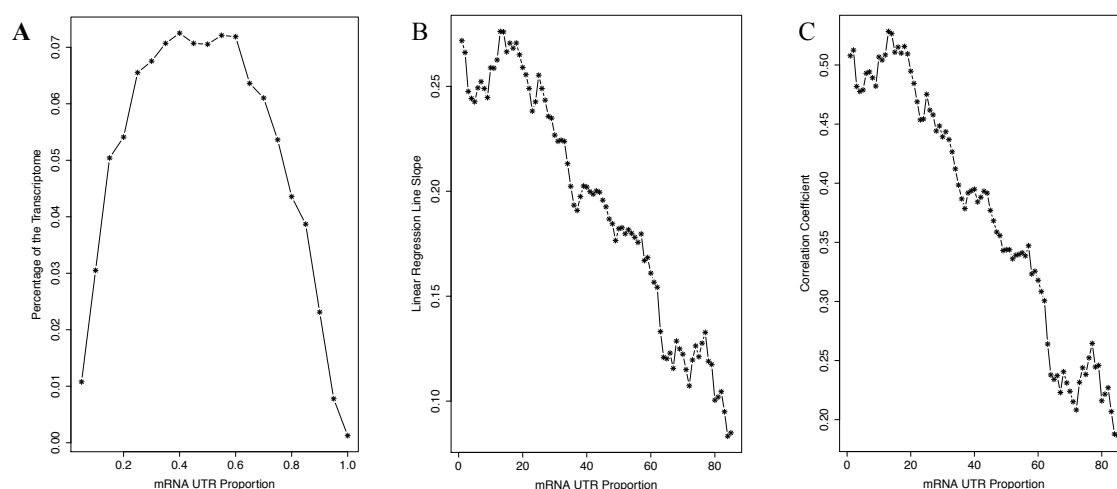 A
B
C
Percentage of the Transcriptome
0.00 0.01 0.02 0.03 0.04 0.05 0.06 0.07
0.2 0.4 0.6 0.8 1.0
mRNA UTR Proportion
Linear Regression Line Slope
0.10 0.15 0.20 0.25
0 20 40 60 80
mRNA UTR Proportion
Correlation Coefficient
0.20 0.25 0.30 0.35 0.40 0.45 0.50
0 20 40 60 80
mRNA UTR Proportion